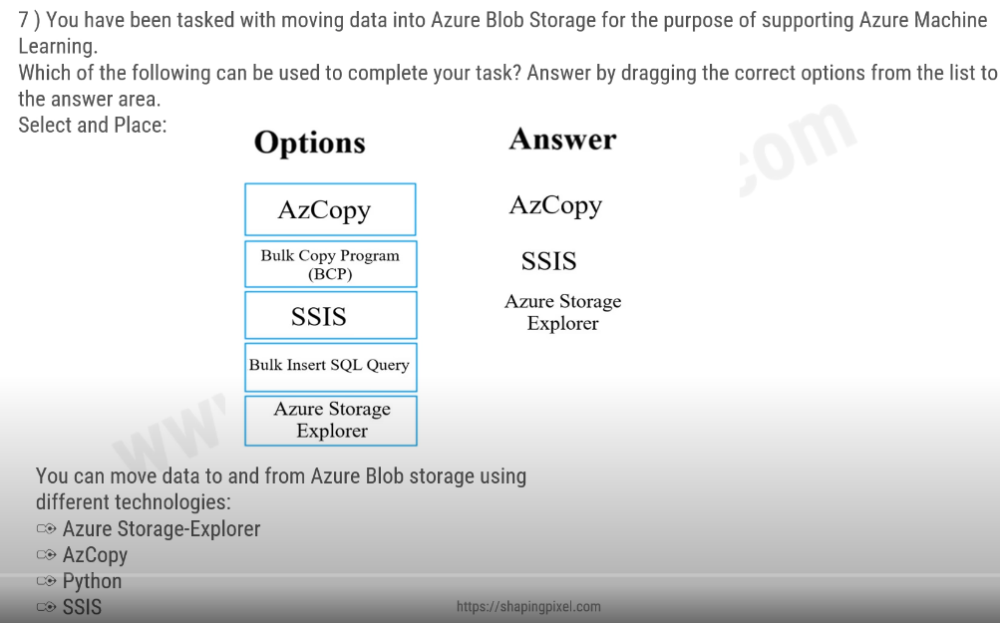 7 ) You have been tasked with moving data into Azure Blob Storage for the purpose of supporting Azure Machine
Learning.
Which of the following can be used to complete your task? Answer by dragging the correct options from the list to
the answer area.
Select and Place:
Options
Answer
AzCopy
Bulk Copy Program
(BCP)
SSIS
Bulk Insert SQL Query
Azure Storage
Explorer
AzCopy
SSIS
Azure Storage
Explorer
You can move data to and from Azure Blob storage using
different technologies:
Azure Storage-Explorer
AzCopy
Python
SSIS
https://shapingpixel.com